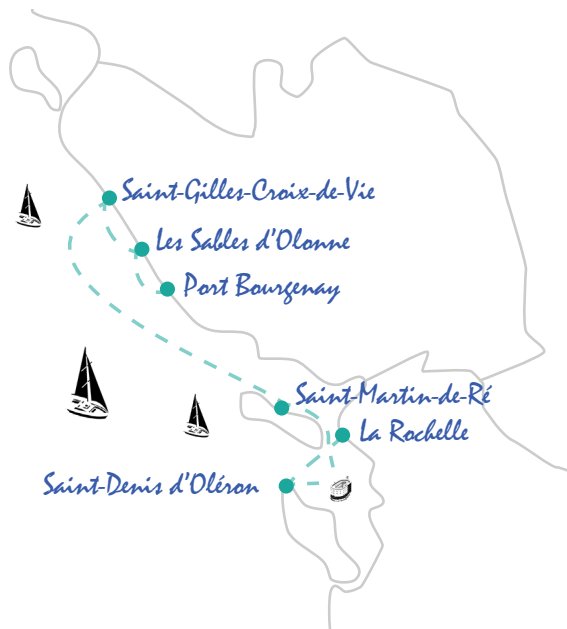 Saint-Gilles-Croix-de-Vie
Les Sables d'Olonne
Port Bourgenay
Saint-Martin-de-Ré
La Rochelle
Saint-Denis d'Oléron